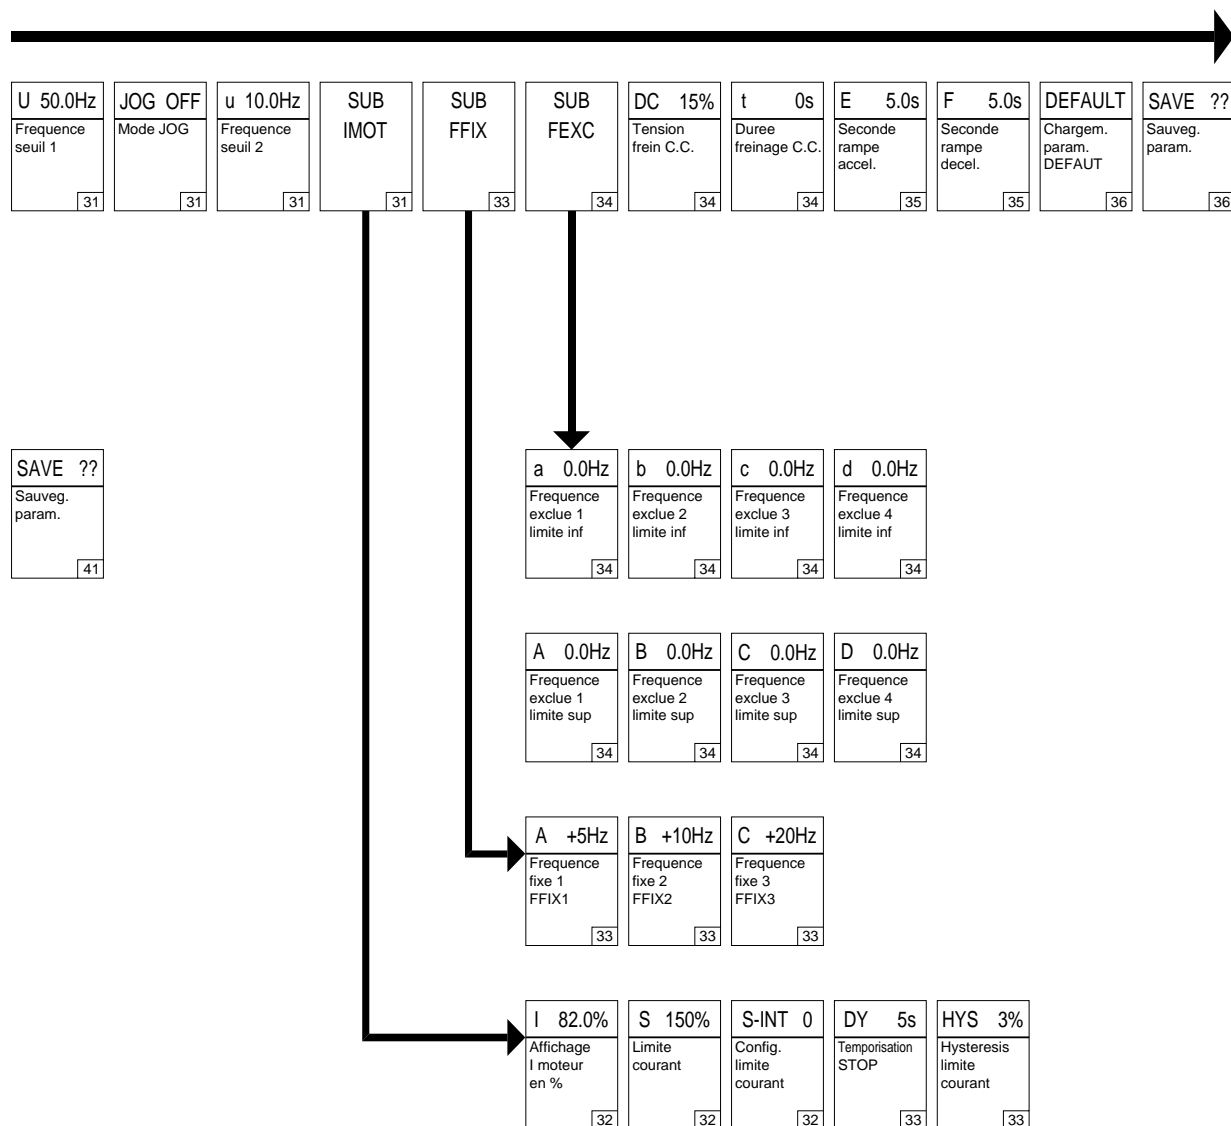 U 50.0Hz
Frequence
seuil 1
31
JOG OFF
Mode JOG
31
u 10.0Hz
Frequence
seuil 2
31
SUB
IMOT
31
SUB
FFIX
33
SUB
FEXC
34
DC 15%
Tension
frein C.C.
34
t 0s
Duree
freinage C.C.
34
E 5.0s
Seconde
rampe
accel.
35
F 5.0s
Seconde
rampe
decel.
35
DEFAULT
Chargem.
param.
DEFAUT
36
SAVE ??
Sauveg.
param.
36
SAVE ??
Sauveg.
param.
41
a 0.0Hz
Frequence
exclue 1
limite inf
34
b 0.0Hz
Frequence
exclue 2
limite inf
34
c 0.0Hz
Frequence
exclue 3
limite inf
34
d 0.0Hz
Frequence
exclue 4
limite inf
34
A 0.0Hz
Frequence
exclue 1
limite sup
34
B 0.0Hz
Frequence
exclue 2
limite sup
34
C 0.0Hz
Frequence
exclue 3
limite sup
34
D 0.0Hz
Frequence
exclue 4
limite sup
34
A +5Hz
Frequence
fixe 1
FFIX1
33
B +10Hz
Frequence
fixe 2
FFIX2
33
C +20Hz
Frequence
fixe 3
FFIX3
33
I 82.0%
Affichage
I moteur
en %
32
S 150%
Limite
courant
32
S-INT 0
Config.
limite
courant
32
DY 5s
Temporisation
STOP
33
HYS 3%
Hysteresis
limite
courant
33